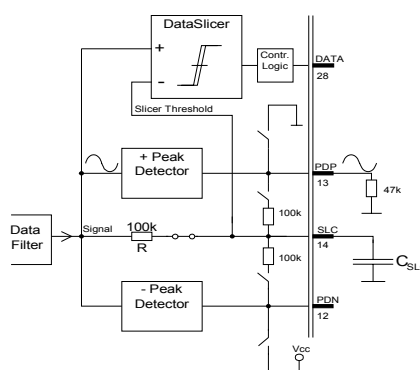 DataSlicer
+
-
Contr.
Logic
DATA
28
Slicer Threshold
+ Peak
Detector
PDP
13
47k
100k
Data
Filter
Signal
100k
R
SLC
14
100k
C SL
- Peak
Detector
PDN
12
Vcc